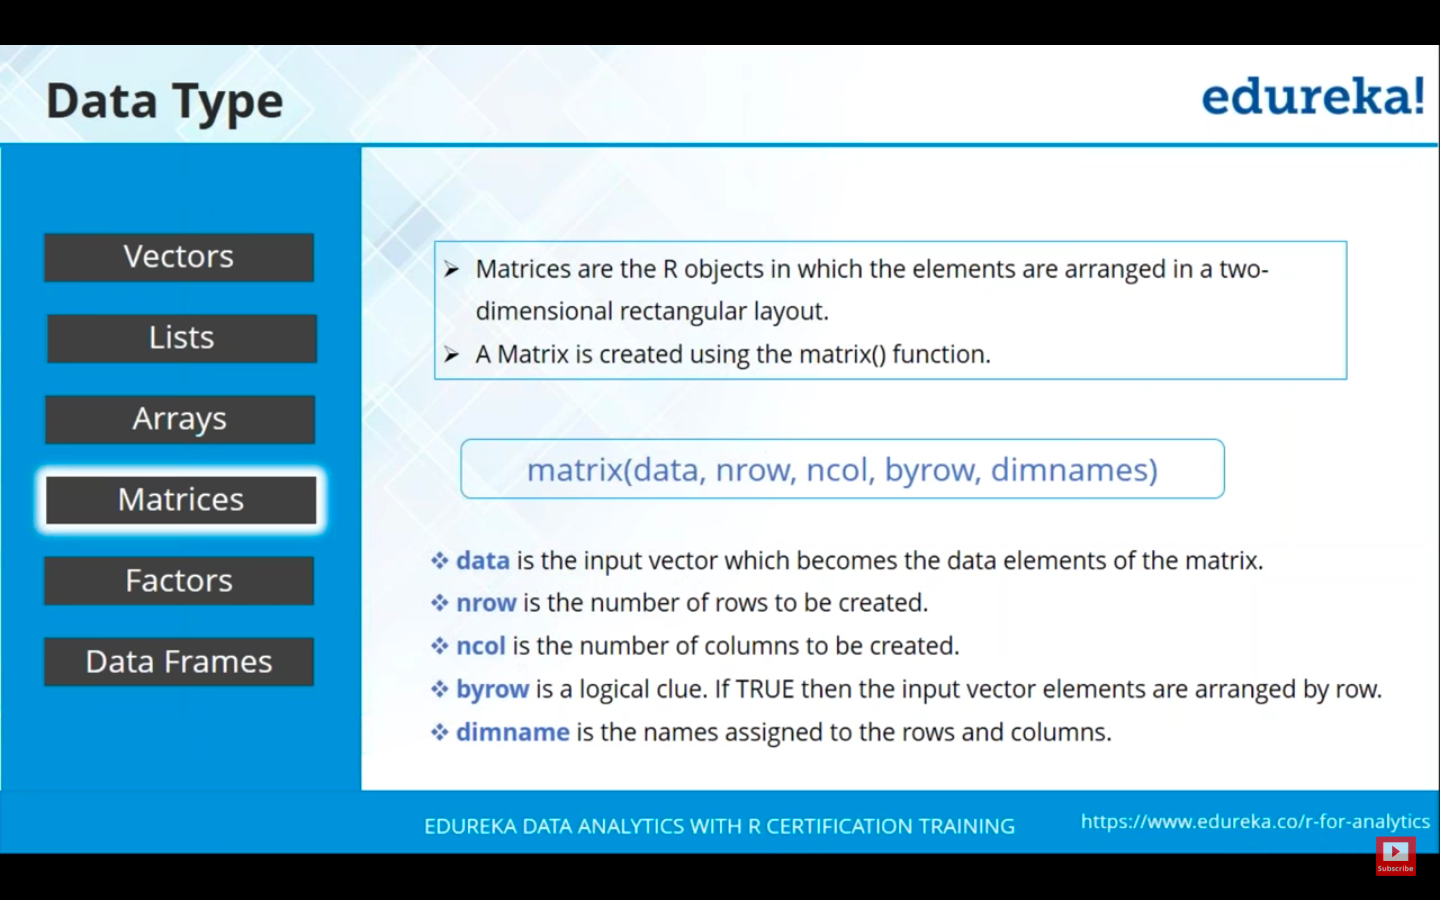 Data Type
edureka!
Vectors
Lists
Arrays
Matrices
Factors
Data Frames
➢ Matrices are the R objects in which the elements are arranged in a two-
dimensional rectangular layout.
➢ A Matrix is created using the matrix() function.
matrix(data, nrow, ncol, byrow, dimnames)
❖ data is the input vector which becomes the data elements of the matrix.
❖ nrow is the number of rows to be created.
❖ ncol is the number of columns to be created.
❖ byrow is a logical clue. If TRUE then the input vector elements are arranged by row.
❖ dimname is the names assigned to the rows and columns.
EDUREKA DATA ANALYTICS WITH R CERTIFICATION TRAINING
https://www.edureka.co/r-for-analytics
Subscribe